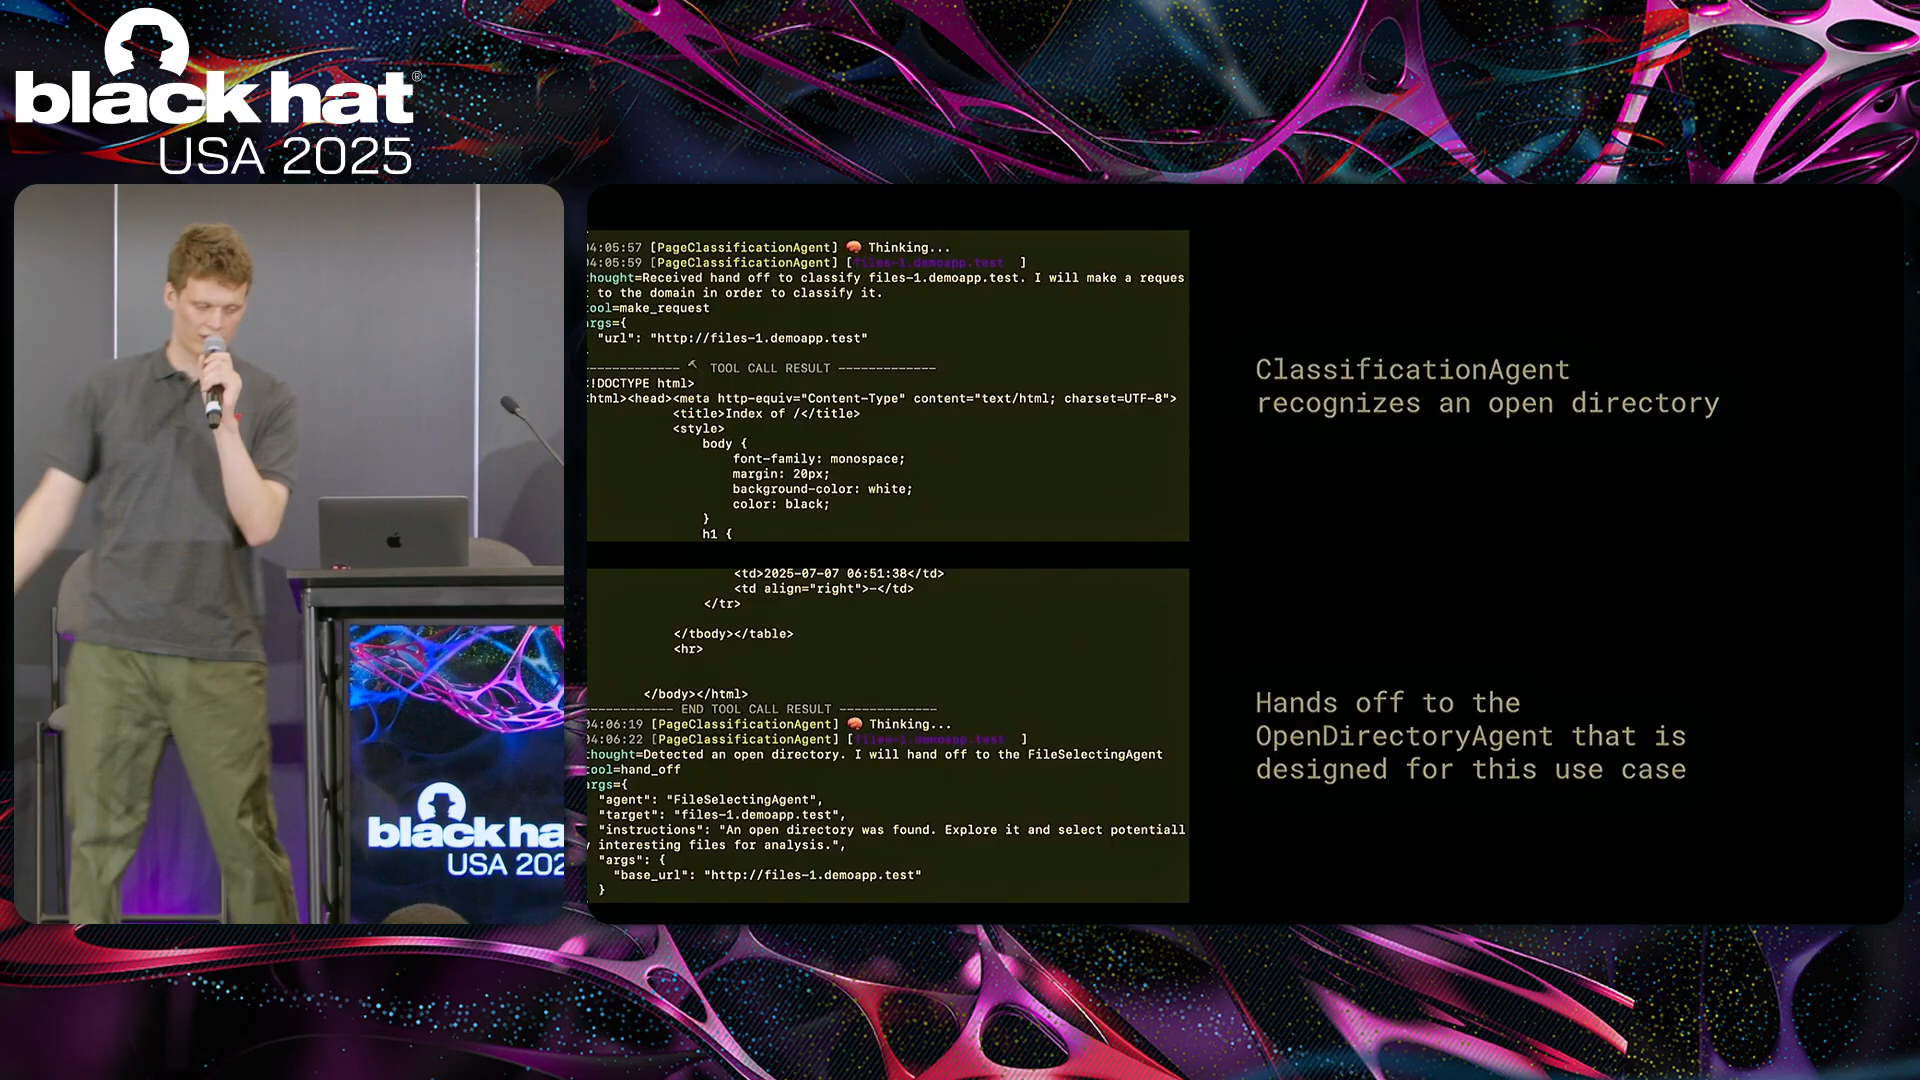 black hat®
USA 2025
4:05:57 [PageClassificationAgent] Thinking...
4:05:59 [PageClassificationAgent] [files-1.demoapp.test ]
hought=Received hand off to classify files-1.demoapp.test. I will make a reques
t to the domain in order to classify it.
ool=make_request
rgs={
"url": "http://files-1.demoapp.test"
------------- TOOL CALL RESULT -------------
!DOCTYPE html>
html><head><meta http-equiv="Content-Type" content="text/html; charset=UTF-8">
<title>Index of /</title>
<style>
body {
font-family: monospace;
margin: 20px;
background-color: white;
color: black;
}
h1 {
<td>2025-07-07 06:51:38</td>
<td align="right">-</td>
</tr>
</tbody></table>
<hr>
</body></html>
------------ END TOOL CALL RESULT -------------
4:06:19 [PageClassificationAgent] Thinking...
4:06:22 [PageClassificationAgent] [files-1.demoapp.test ]
hought=Detected an open directory. I will hand off to the FileSelectingAgent
ool=hand_off
rgs={
"agent": "FileSelectingAgent",
"target": "files-1.demoapp.test",
"instructions": "An open directory was found. Explore it and select potentiall
y interesting files for analysis.",
"args": {
"base_url": "http://files-1.demoapp.test"
}
ClassificationAgent
recognizes an open directory
Hands off to the
OpenDirectoryAgent that is
designed for this use case
black ha
USA 202